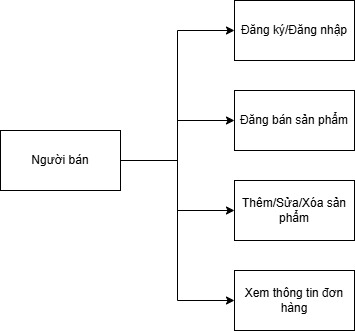 Đăng ký/Đăng nhập
Đăng bán sản phẩm
Người bán
Thêm/Sửa/Xóa sản
phẩm
Xem thông tin đơn
hàng